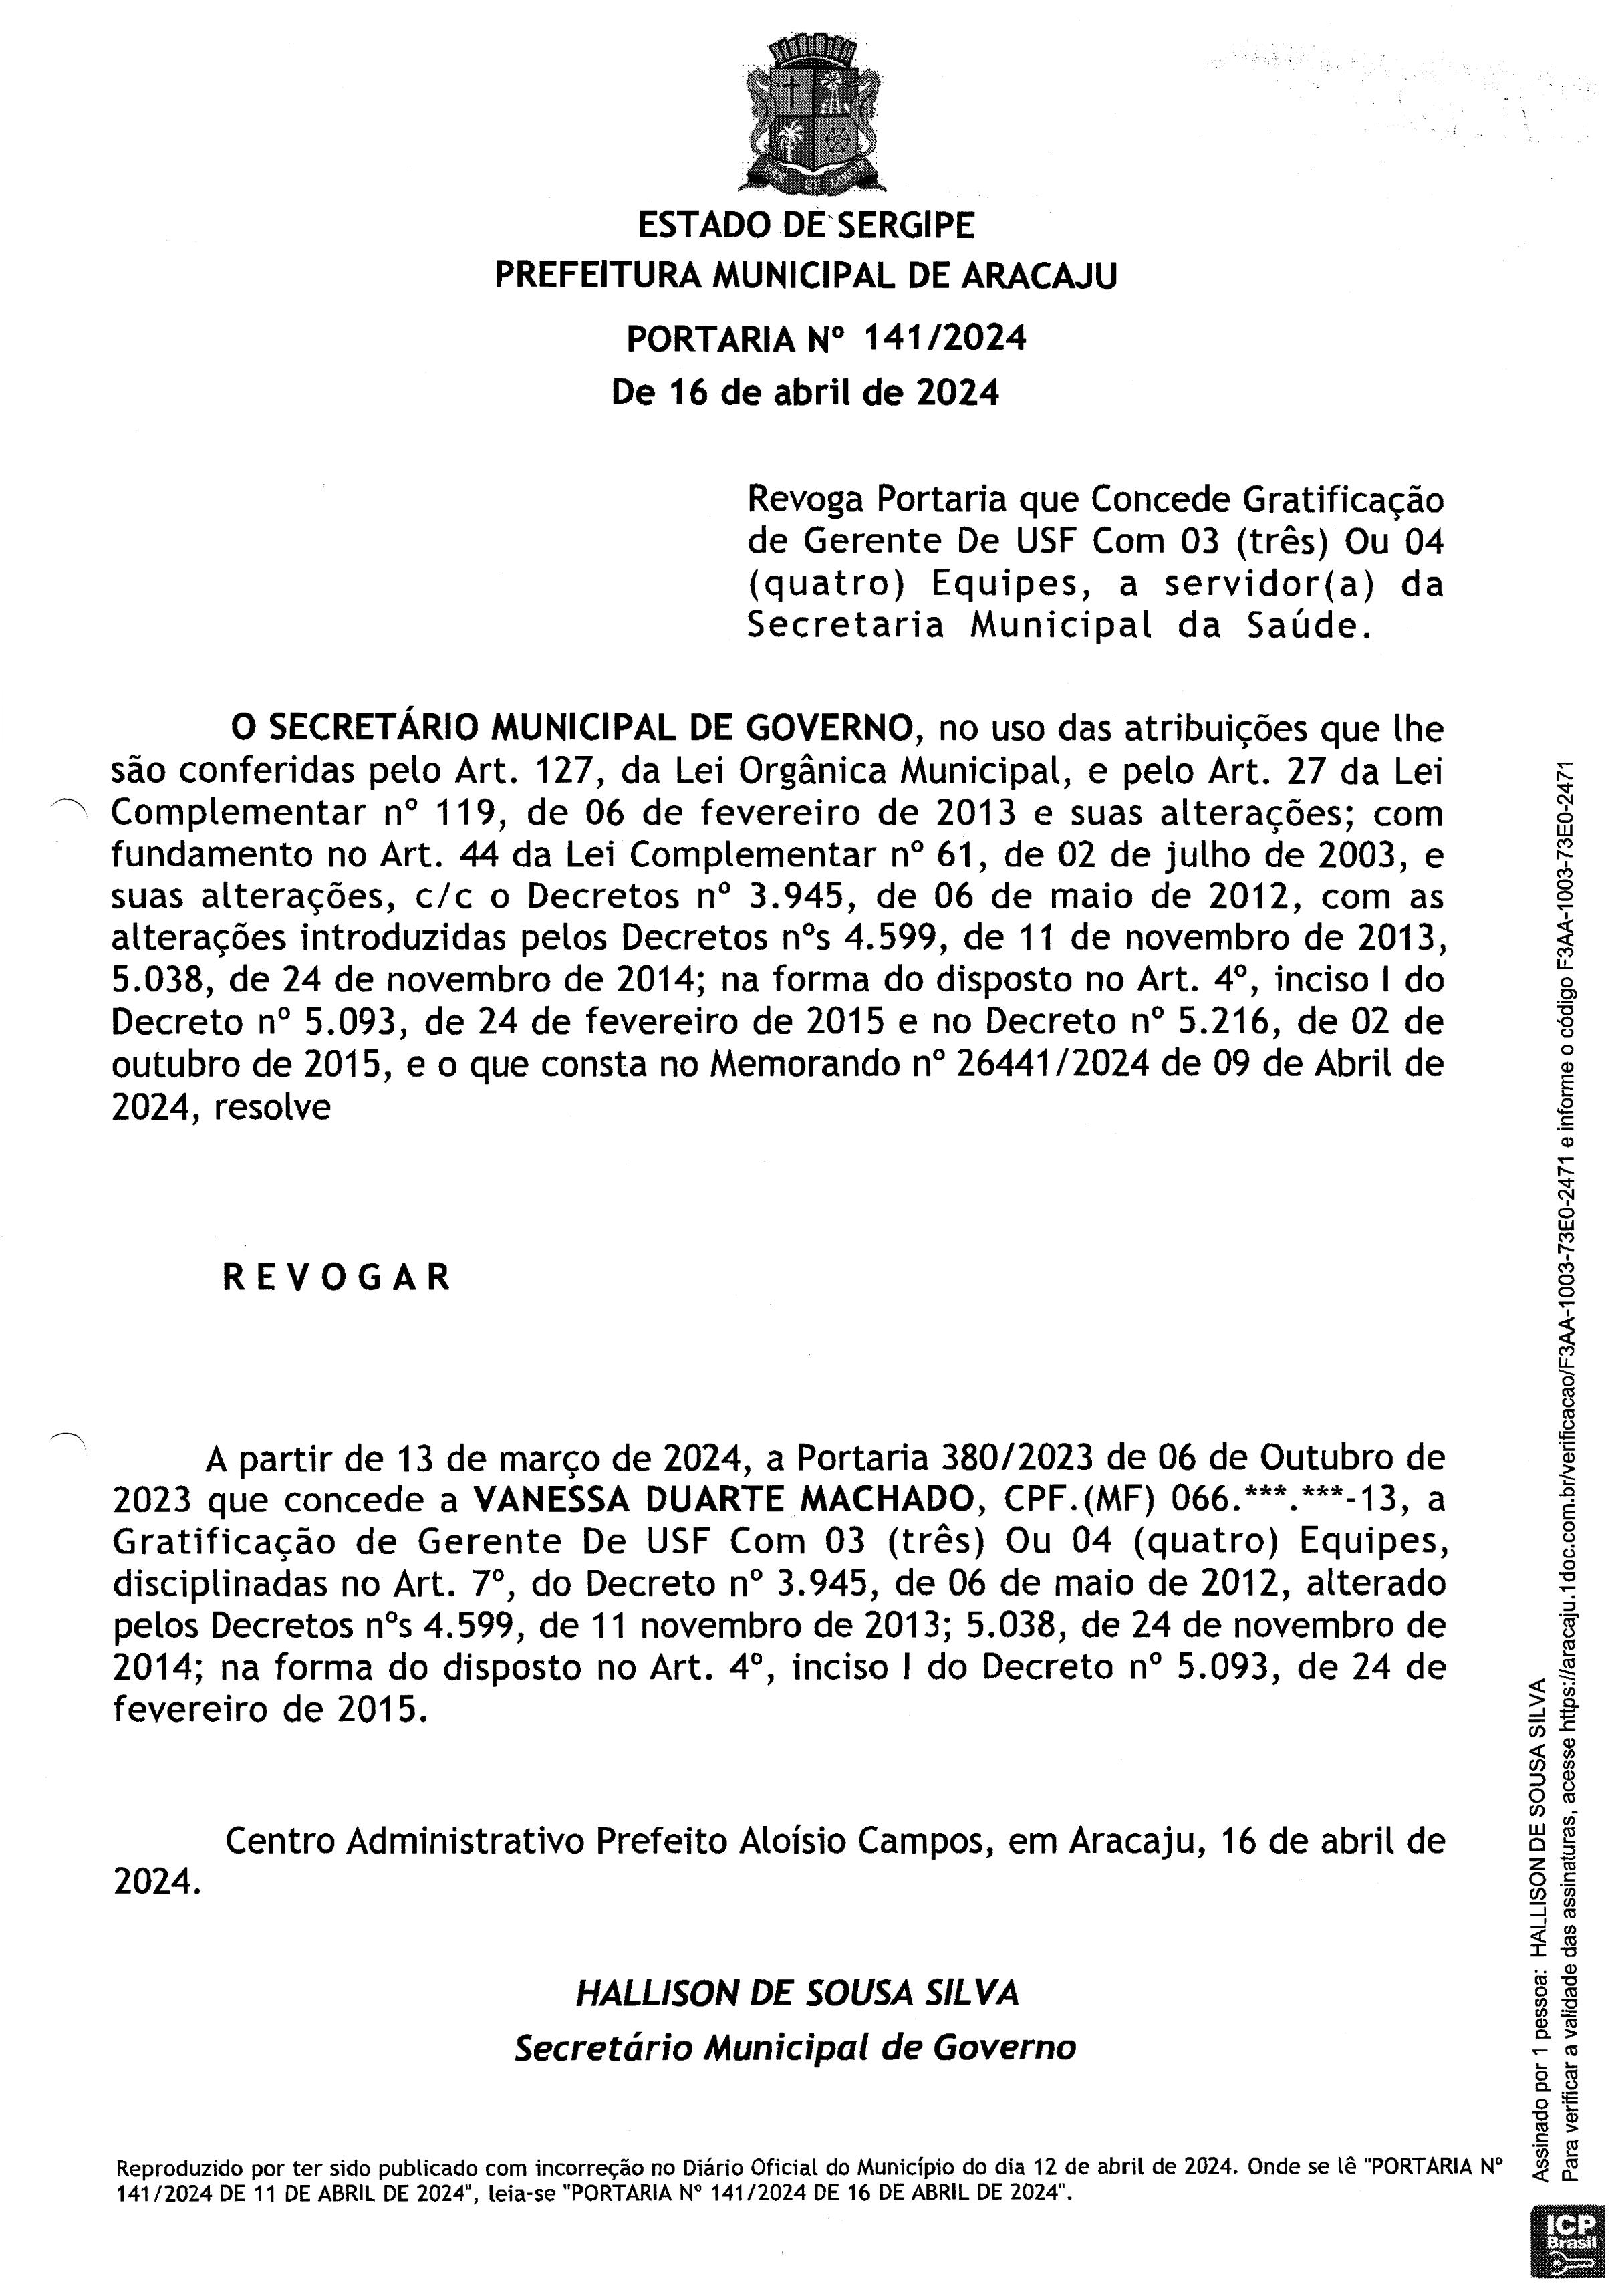 PAX ET LABOR
ESTADO DE SERGIPE
PREFEITURA MUNICIPAL DE ARACAJU
PORTARIA Nº 141/2024
De 16 de abril de 2024
Revoga Portaria que Concede Gratificação
de Gerente De USF Com 03 (três) Ou 04
(quatro) Equipes, a servidor(a) da
Secretaria Municipal da Saúde.
O SECRETÁRIO MUNICIPAL DE GOVERNO, no uso das atribuições que lhe
são conferidas pelo Art. 127, da Lei Orgânica Municipal, e pelo Art. 27 da Lei
Complementar nº 119, de 06 de fevereiro de 2013 e suas alterações; com
fundamento no Art. 44 da Lei Complementar nº 61, de 02 de julho de 2003, e
suas alterações, c/c o Decretos nº 3.945, de 06 de maio de 2012, com as
alterações introduzidas pelos Decretos nºs 4.599, de 11 de novembro de 2013,
5.038, de 24 de novembro de 2014; na forma do disposto no Art. 4º, inciso I do
Decreto nº 5.093, de 24 de fevereiro de 2015 e no Decreto nº 5.216, de 02 de
outubro de 2015, e o que consta no Memorando nº 26441/2024 de 09 de Abril de
2024, resolve
R E V O G A R
A partir de 13 de março de 2024, a Portaria 380/2023 de 06 de Outubro de
2023 que concede a VANESSA DUARTE MACHADO, CPF.(MF) 066.***.***-13, a
Gratificação de Gerente De USF Com 03 (três) Ou 04 (quatro) Equipes,
disciplinadas no Art. 7º, do Decreto nº 3.945, de 06 de maio de 2012, alterado
pelos Decretos nºs 4.599, de 11 novembro de 2013; 5.038, de 24 de novembro de
2014; na forma do disposto no Art. 4º, inciso I do Decreto nº 5.093, de 24 de
fevereiro de 2015.
Centro Administrativo Prefeito Aloísio Campos, em Aracaju, 16 de abril de
2024.
HALLISON DE SOUSA SILVA
Secretário Municipal de Governo
Reproduzido por ter sido publicado com incorreção no Diário Oficial do Município do dia 12 de abril de 2024. Onde se lê "PORTARIA Nº
141/2024 DE 11 DE ABRIL DE 2024", leia-se "PORTARIA Nº 141/2024 DE 16 DE ABRIL DE 2024".
Assinado por 1 pessoa: HALLISON DE SOUSA SILVA
Para verificar a validade das assinaturas, acesse https://aracaju.1doc.com.br/verificacao/F3AA-1003-73E0-2471 e informe o código F3AA-1003-73E0-2471
ICP
Brasil